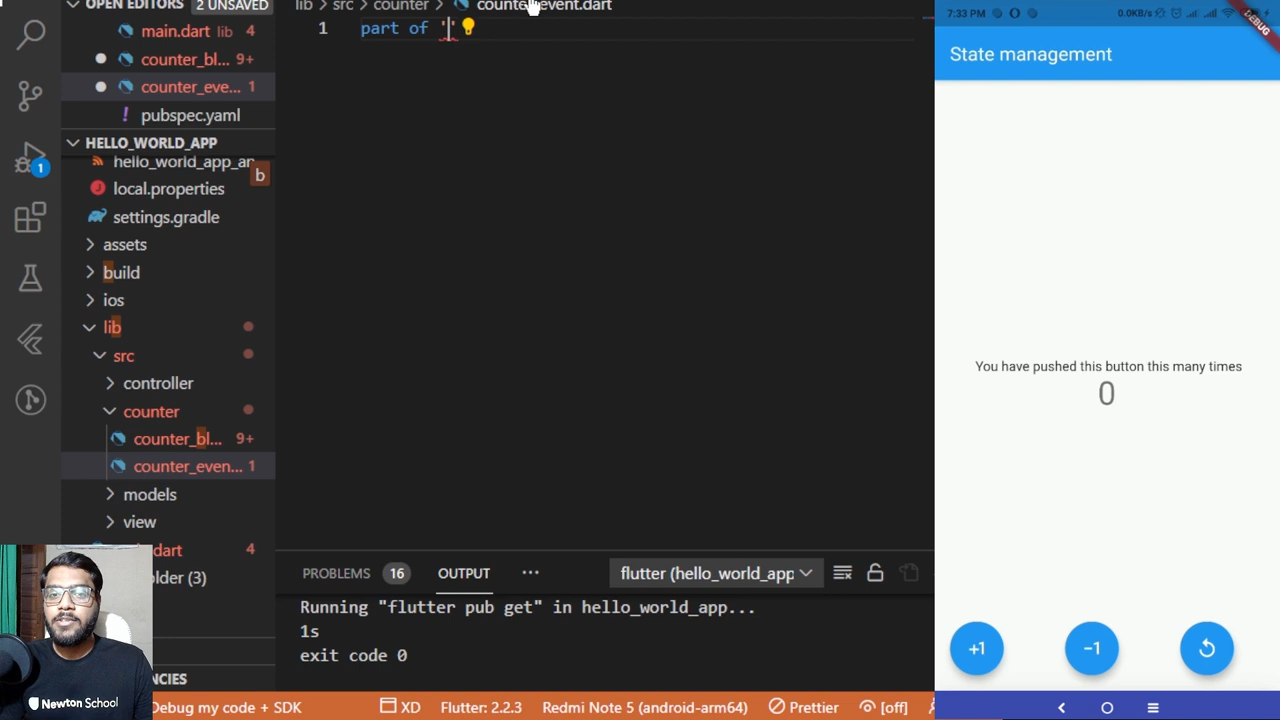 OPEN EDITORS 2 UNSAVED
main.dart lib 4
counter_bl... 9+
counter_eve... 1
! pubspec.yaml
HELLO_WORLD_APP
hello_world_app_an
b
local.properties
settings.gradle
assets
build
ios
lib
src
controller
counter
counter_bl... 9+
counter_even... 1
models
view
dart 4
older (3)
NCIES
1
lib > src > counter > counter_event.dart
1 part of ''
PROBLEMS 16 OUTPUT ... flutter (hello_world_app
Running "flutter pub get" in hello_world_app...
1s
exit code 0
Debug my code + SDK XD Flutter: 2.2.3 Redmi Note 5 (android-arm64) Prettier [off]
Newton School
7:33 PM 0.0KB/s
DEBUG
State management
You have pushed this button this many times
0
+1 -1